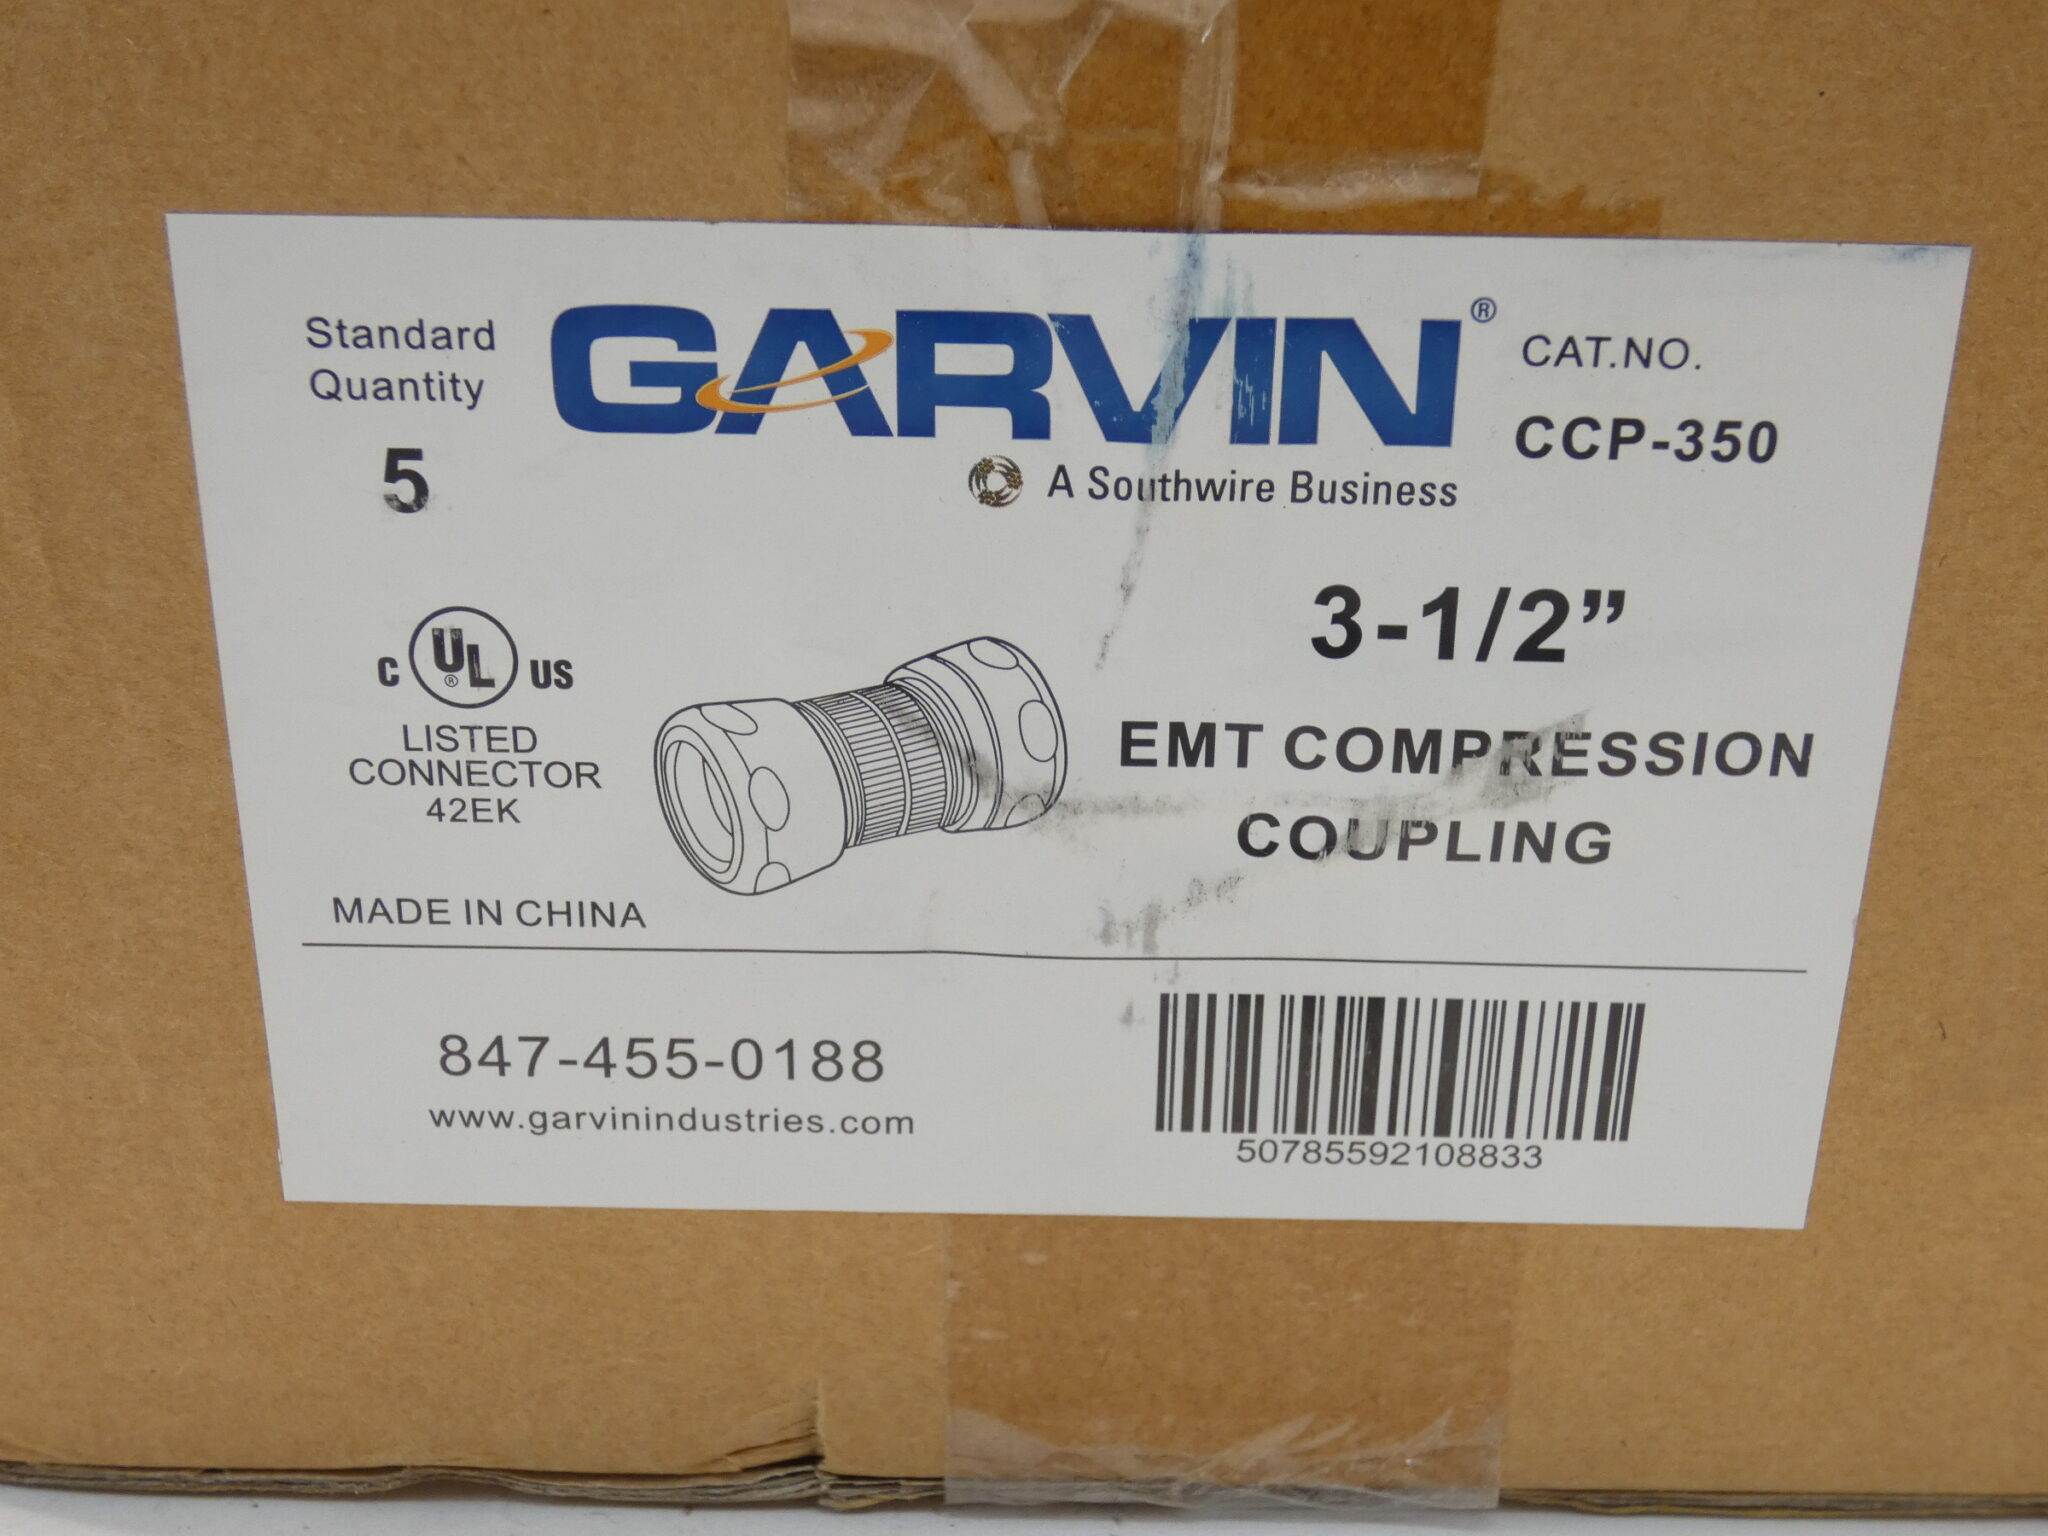 Standard
Quantity
5
GARVIN®
A Southwire Business
CAT.NO.
CCP-350
C UL® US
LISTED
CONNECTOR
42EK
MADE IN CHINA
3-1/2”
EMT COMPRESSION
COUPLING
847-455-0188
www.garvinindustries.com
50785592108833